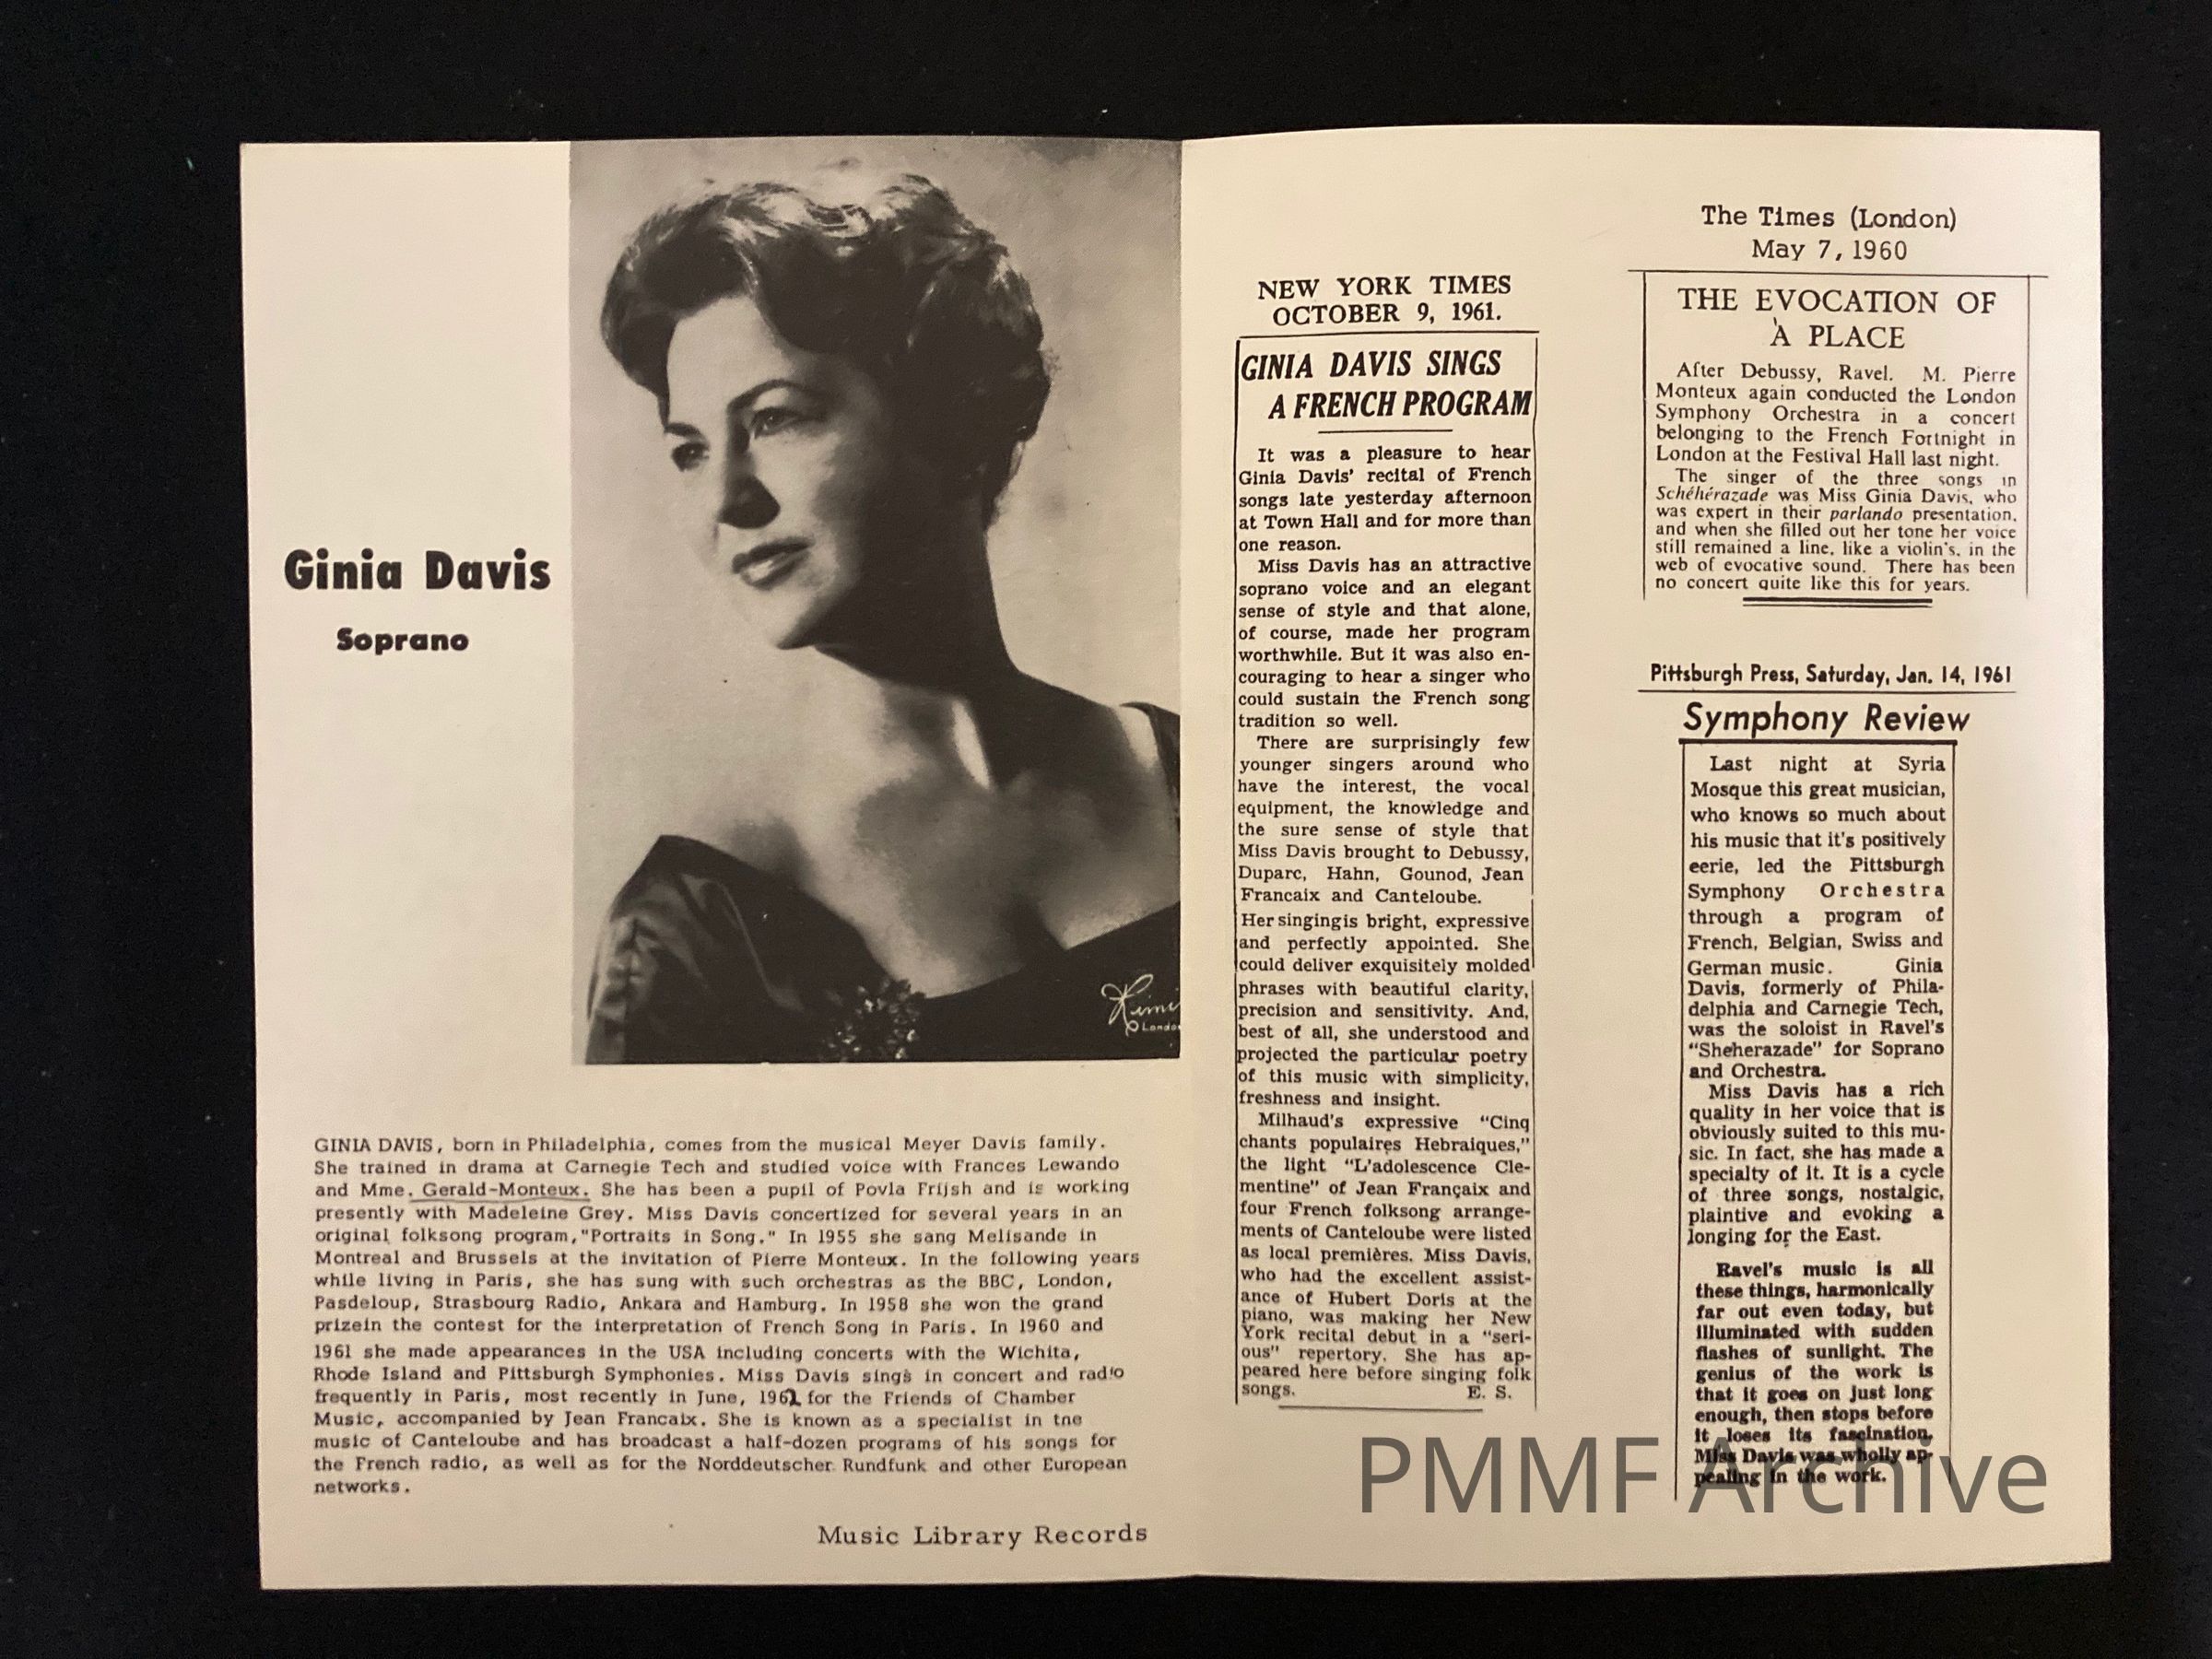 Ginia Davis
Soprano
GINIA DAVIS, born in Philadelphia, comes from the musical Meyer Davis family.
She trained in drama at Carnegie Tech and studied voice with Frances Lewando
and Mme. Gerald-Monteux. She has been a pupil of Povla Frijsh and is working
presently with Madeleine Grey. Miss Davis concertized for several years in an
original folksong program,"Portraits in Song." In 1955 she sang Melisande in
Montreal and Brussels at the invitation of Pierre Monteux. In the following years
while living in Paris, she has sung with such orchestras as the BBC, London,
Pasdeloup, Strasbourg Radio, Ankara and Hamburg. In 1958 she won the grand
prizein the contest for the interpretation of French Song in Paris. In 1960 and
1961 she made appearances in the USA including concerts with the Wichita,
Rhode Island and Pittsburgh Symphonies. Miss Davis sings in concert and radio
frequently in Paris, most recently in June, 1962 for the Friends of Chamber
Music, accompanied by Jean Francaix. She is known as a specialist in the
music of Canteloube and has broadcast a half-dozen programs of his songs for
the French radio, as well as for the Norddeutscher Rundfunk and other European
networks.
Music Library Records
NEW YORK TIMES
OCTOBER 9, 1961.
GINIA DAVIS SINGS
A FRENCH PROGRAM
It was a pleasure to hear
Ginia Davis' recital of French
songs late yesterday afternoon
at Town Hall and for more than
one reason.
Miss Davis has an attractive
soprano voice and an elegant
sense of style and that alone,
of course, made her program
worthwhile. But it was also en-
couraging to hear a singer who
could sustain the French song
tradition so well.
There are surprisingly few
younger singers around who
have the interest, the vocal
equipment, the knowledge and
the sure sense of style that
Miss Davis brought to Debussy,
Duparc, Hahn, Gounod, Jean
Francaix and Canteloube.
Her singingis bright, expressive
and perfectly appointed. She
could deliver exquisitely molded
phrases with beautiful clarity,
precision and sensitivity. And,
best of all, she understood and
projected the particular poetry
of this music with simplicity,
freshness and insight.
Milhaud's expressive "Cinq
chants populaires Hebraiques,"
the light "L'adolescence Cle-
mentine" of Jean Françaix and
four French folksong arrange-
ments of Canteloube were listed
as local premières. Miss Davis,
who had the excellent assist-
ance of Hubert Doris at the
piano, was making her New
York recital debut in a "seri-
ous" repertory. She has ap-
peared here before singing folk
songs. E. S.
The Times (London)
May 7, 1960
THE EVOCATION OF
A PLACE
After Debussy, Ravel. M. Pierre
Monteux again conducted the London
Symphony Orchestra in a concert
belonging to the French Fortnight in
London at the Festival Hall last night.
The singer of the three songs in
Schéhérazade was Miss Ginia Davis, who
was expert in their parlando presentation,
and when she filled out her tone her voice
still remained a line, like a violin's, in the
web of evocative sound. There has been
no concert quite like this for years.
Pittsburgh Press, Saturday, Jan. 14, 1961
Symphony Review
Last night at Syria
Mosque this great musician,
who knows so much about
his music that it's positively
eerie, led the Pittsburgh
Symphony Orchestra
through a program of
French, Belgian, Swiss and
German music. Ginia
Davis, formerly of Phila-
delphia and Carnegie Tech,
was the soloist in Ravel's
"Sheherazade" for Soprano
and Orchestra.
Miss Davis has a rich
quality in her voice that is
obviously suited to this mu-
sic. In fact, she has made a
specialty of it. It is a cycle
of three songs, nostalgic,
plaintive and evoking a
longing for the East.
Ravel's music is all
these things, harmonically
far out even today, but
illuminated with sudden
flashes of sunlight. The
genius of the work is
that it goes on just long
enough, then stops before
it loses its fascination.
Miss Davis was wholly ap-
pealing in the work.
PMMF Archive